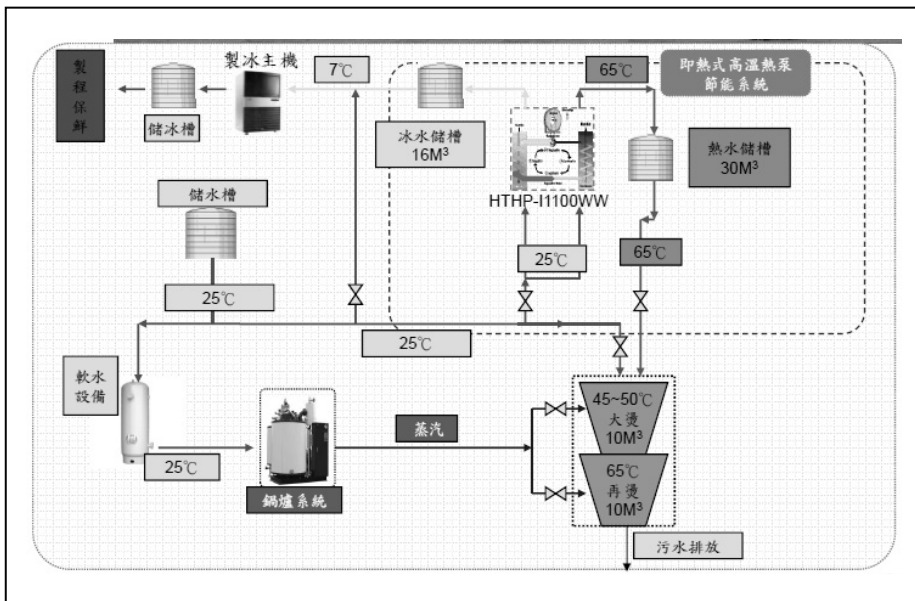 製程保鮮
儲冰槽
製冰主機
7℃
冰水儲槽
16M³
65℃
即熱式高溫熱泵
節能系統
熱水儲槽
30M³
HTHP-I1100WW
儲水槽
25℃
25℃
65℃
25℃
軟水
設備
25℃
鍋爐系統
蒸汽
45~50℃
大燙
10M³
65℃
再燙
10M³
污水排放